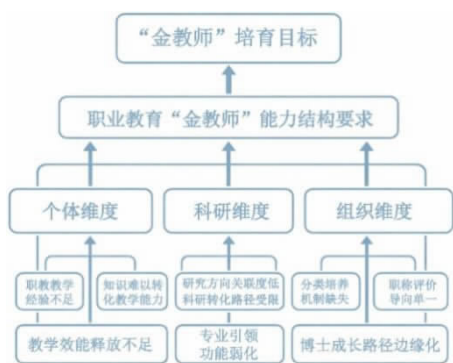 “金教师”培育目标
职业教育“金教师”能力结构要求
个体维度
科研维度
组织维度
职教教学
经验不足
知识难以转
化教学能力
研究方向关联度低
科研转化路径受限
分类培养
机制缺失
职称评价
导向单一
教学效能释放不足
专业引领
功能弱化
博士成长路径边缘化